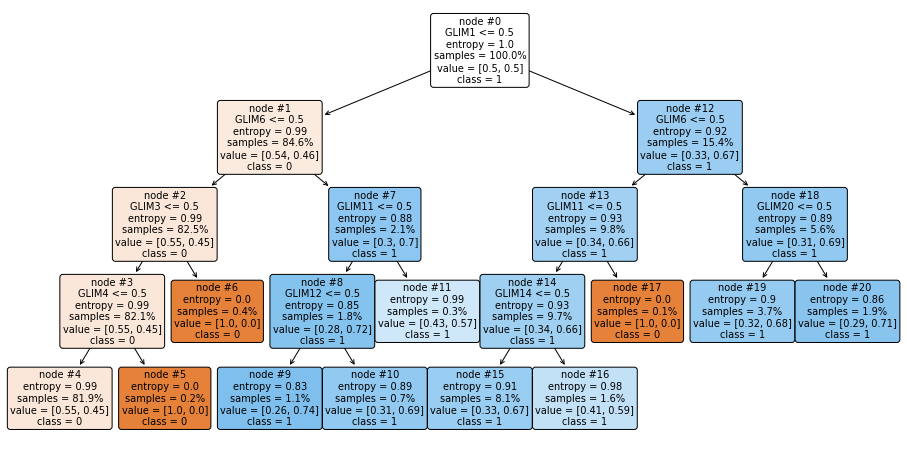 node #0
GLIM1 <= 0.5
entropy = 1.0
samples = 100.0%
value = [0.5, 0.5]
class = 1
node #1
GLIM6 <= 0.5
entropy = 0.99
samples = 84.6%
value = [0.54, 0.46]
class = 0
node #12
GLIM6 <= 0.5
entropy = 0.92
samples = 15.4%
value = [0.33, 0.67]
class = 1
node #2
GLIM3 <= 0.5
entropy = 0.99
samples = 82.5%
value = [0.55, 0.45]
class = 0
node #7
GLIM11 <= 0.5
entropy = 0.88
samples = 2.1%
value = [0.3, 0.7]
class = 1
node #13
GLIM11 <= 0.5
entropy = 0.93
samples = 9.8%
value = [0.34, 0.66]
class = 1
node #18
GLIM20 <= 0.5
entropy = 0.89
samples = 5.6%
value = [0.31, 0.69]
class = 1
node #3
GLIM4 <= 0.5
entropy = 0.99
samples = 82.1%
value = [0.55, 0.45]
class = 0
node #6
entropy = 0.0
samples = 0.4%
value = [1.0, 0.0]
class = 0
node #8
GLIM12 <= 0.5
entropy = 0.85
samples = 1.8%
value = [0.28, 0.72]
class = 1
node #11
entropy = 0.99
samples = 0.3%
value = [0.43, 0.57]
class = 1
node #14
GLIM14 <= 0.5
entropy = 0.93
samples = 9.7%
value = [0.34, 0.66]
class = 1
node #17
entropy = 0.0
samples = 0.1%
value = [1.0, 0.0]
class = 0
node #19
entropy = 0.9
samples = 3.7%
value = [0.32, 0.68]
class = 1
node #20
entropy = 0.86
samples = 1.9%
value = [0.29, 0.71]
class = 1
node #4
entropy = 0.99
samples = 81.9%
value = [0.55, 0.45]
class = 0
node #5
entropy = 0.0
samples = 0.2%
value = [1.0, 0.0]
class = 0
node #9
entropy = 0.83
samples = 1.1%
value = [0.26, 0.74]
class = 1
node #10
entropy = 0.89
samples = 0.7%
value = [0.31, 0.69]
class = 1
node #15
entropy = 0.91
samples = 8.1%
value = [0.33, 0.67]
class = 1
node #16
entropy = 0.98
samples = 1.6%
value = [0.41, 0.59]
class = 1